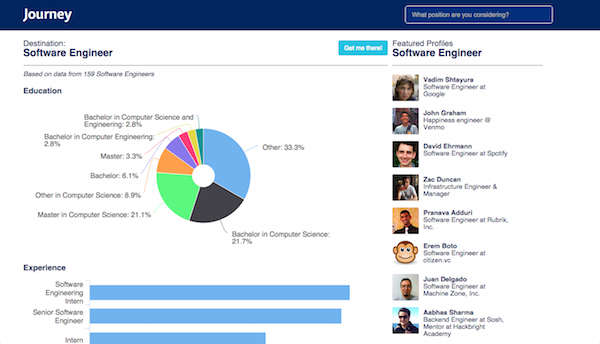 Journey
What position are you considering?
Destination:
Software Engineer
Get me there!
Based on data from 159 Software Engineers
Education
Bachelor in Computer Science and
Engineering: 2.8%
Bachelor in Computer Engineering:
2.8%
Master: 3.3%
Bachelor: 6.1%
Other in Computer Science: 8.9%
Master in Computer Science: 21.1%
Other: 33.3%
Bachelor in Computer Science:
21.7%
Experience
Software
Engineering
Intern
Senior Software
Engineer
Intern
Featured Profiles
Software Engineer
Vadim Shtayura
Software Engineer at
Google
John Graham
Happiness engineer @
Venmo
David Ehrmann
Software Engineer at Spotify
Zac Duncan
Infrastructure Engineer &
Manager
Pranava Adduri
Software Engineer at Rubrik,
Inc.
Erem Boto
Software Engineer at
citizen.vc
Juan Delgado
Software Engineer at
Machine Zone, Inc.
Aabhas Sharma
Backend Engineer at Sosh,
Mentor at Hackbright
Academy